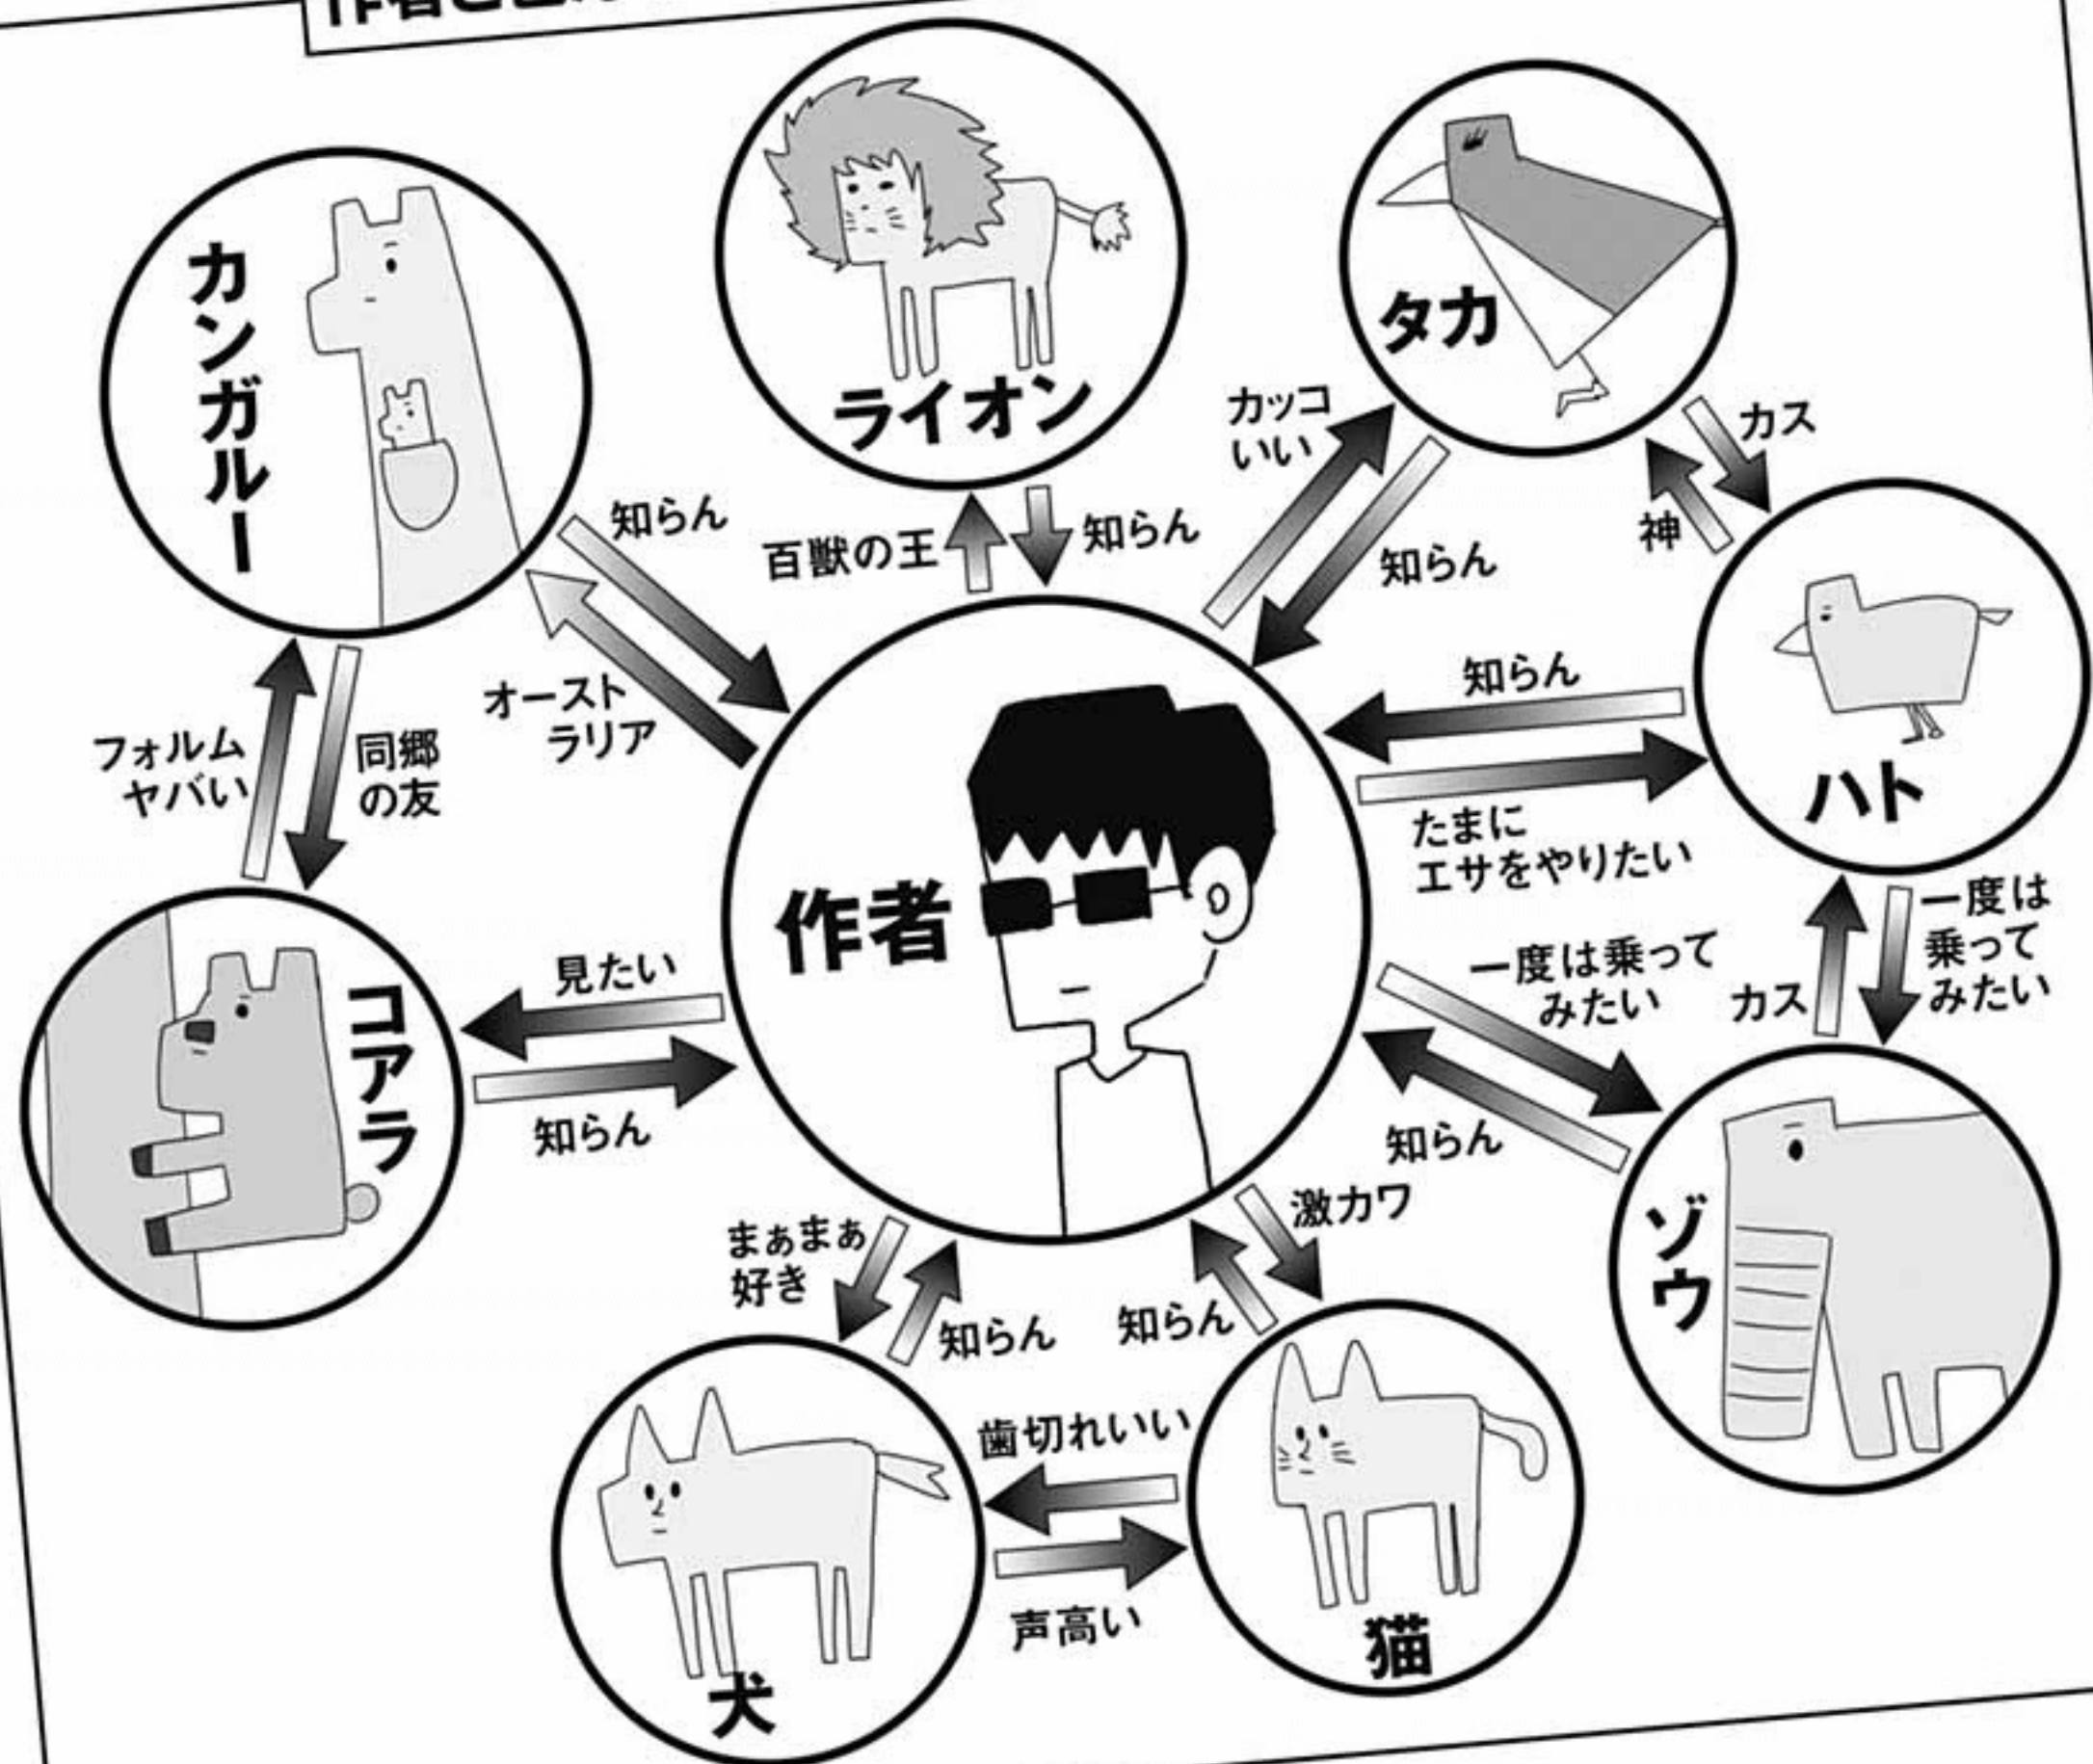 カンガルー
ライオン
タカ
カッコ
いい
カス
知らん
百獣の王
知らん
知らん
神
オースト
ラリア
知らん
フォルム
ヤバい
同郷
の友
ハト
たまに
エサをやりたい
作者
一度は
乗って
みたい
見たい
一度は乗って
みたい
カス
コアラ
知らん
知らん
ゾウ
まぁまぁ
好き
激カワ
知らん
知らん
歯切れいい
声高い
猫
犬